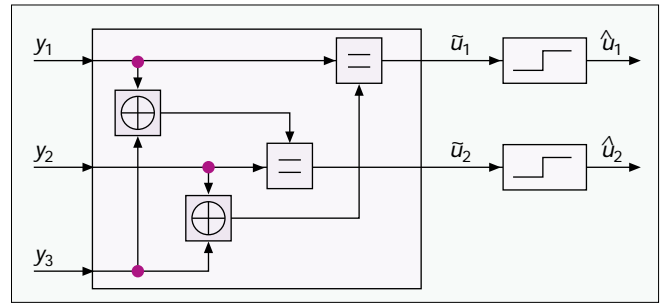 y₁ ũ₁ û₁
y₂ ũ₂ û₂
y₃